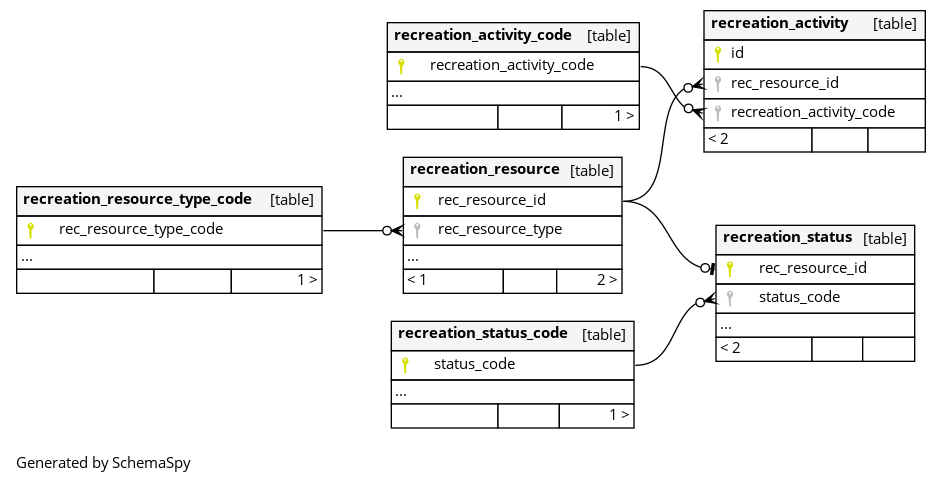 recreation_activity_code [table]
recreation_activity_code
...
1 >
recreation_activity [table]
id
rec_resource_id
recreation_activity_code
< 2
recreation_resource_type_code [table]
rec_resource_type_code
...
1 >
recreation_resource [table]
rec_resource_id
rec_resource_type
...
< 1 2 >
recreation_status [table]
rec_resource_id
status_code
...
< 2
recreation_status_code [table]
status_code
...
1 >
Generated by SchemaSpy